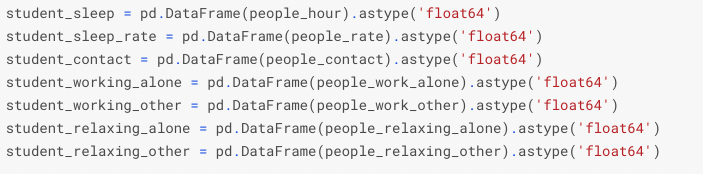 student_sleep = pd.DataFrame(people_hour).astype('float64')
student_sleep_rate = pd.DataFrame(people_rate).astype('float64')
student_contact = pd.DataFrame(people_contact).astype('float64')
student_working_alone = pd.DataFrame(people_work_alone).astype('float64')
student_working_other = pd.DataFrame(people_work_other).astype('float64')
student_relaxing_alone = pd.DataFrame(people_relaxing_alone).astype('float64')
student_relaxing_other = pd.DataFrame(people_relaxing_other).astype('float64')